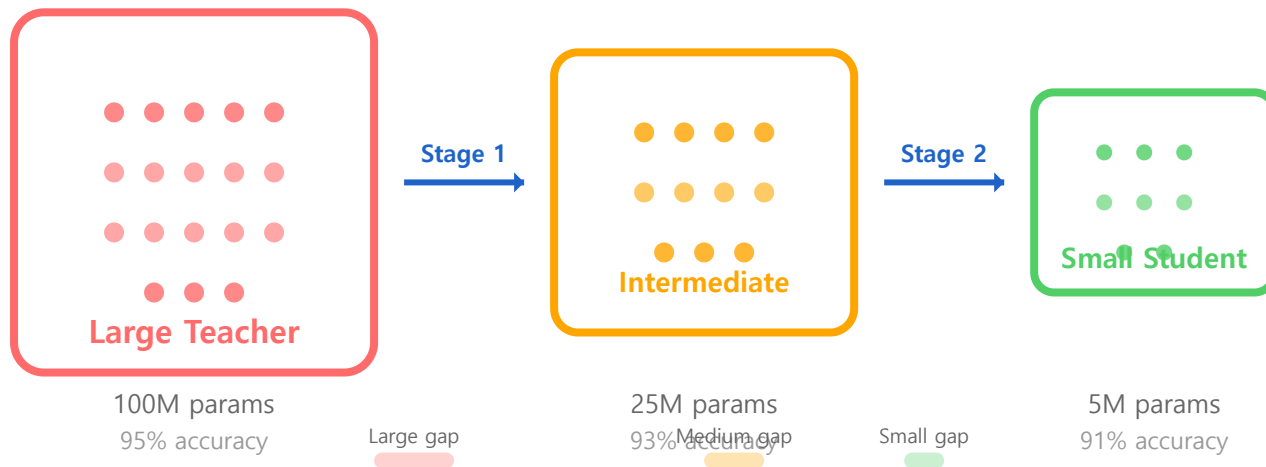 Stage 1
Stage 2
Small Student
Intermediate
Large Teacher
100M params
25M params
5M params
95% accuracy
Large gap
93% accuracy
Medium gap
Small gap
91% accuracy